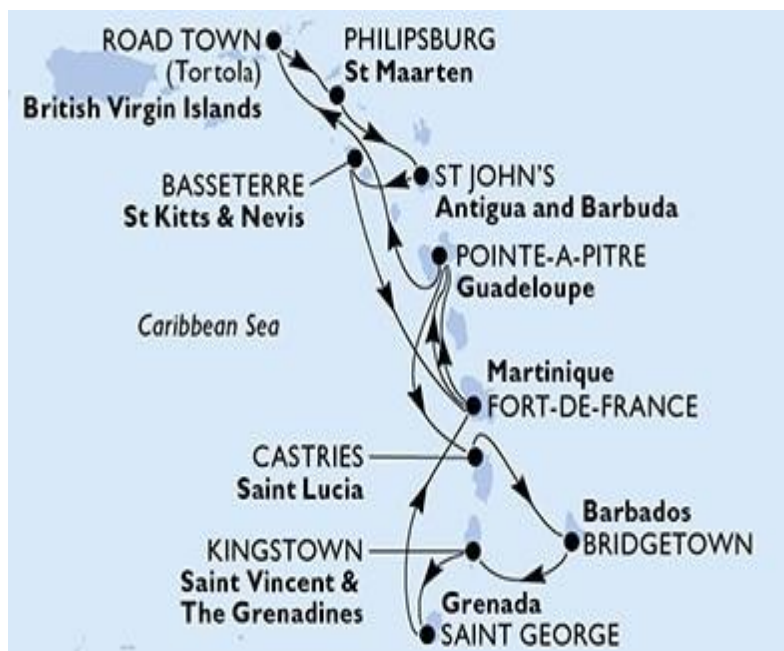 ROAD TOWN
(Tortola)
British Virgin Islands
PHILIPSBURG
St Maarten
BASSETERRE
St Kitts & Nevis
ST JOHN'S
Antigua and Barbuda
POINTE-A-PITRE
Guadeloupe
Caribbean Sea
Martinique
FORT-DE-FRANCE
CASTRIES
Saint Lucia
Barbados
BRIDGETOWN
KINGSTOWN
Saint Vincent &
The Grenadines
Grenada
SAINT GEORGE